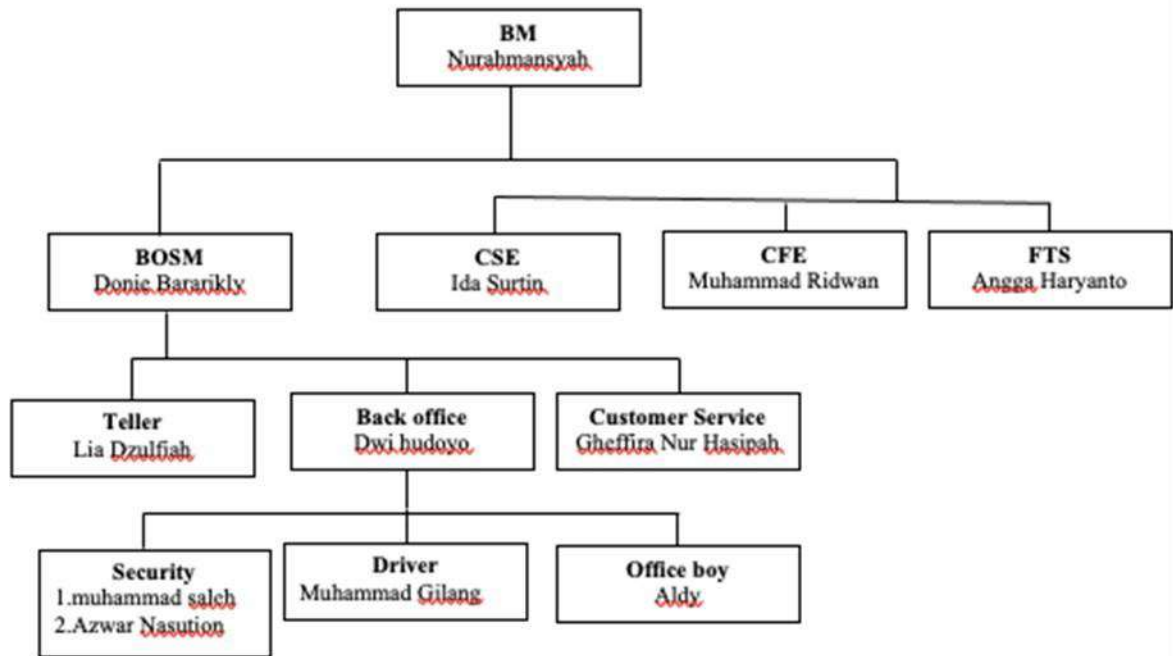 BM
Nurahmansyah
BOSM
Donie Bararikly
CSE
Ida Surtin
CFE
Muhammad Ridwan
FTS
Angga Haryanto
Teller
Lia Dzulfiah
Back office
Dwi hudoyo
Customer Service
Gheffira Nur Hasipah
Security
1.muhammad saleh
2.Azwar Nasution
Driver
Muhammad Gilang
Office boy
Aldy